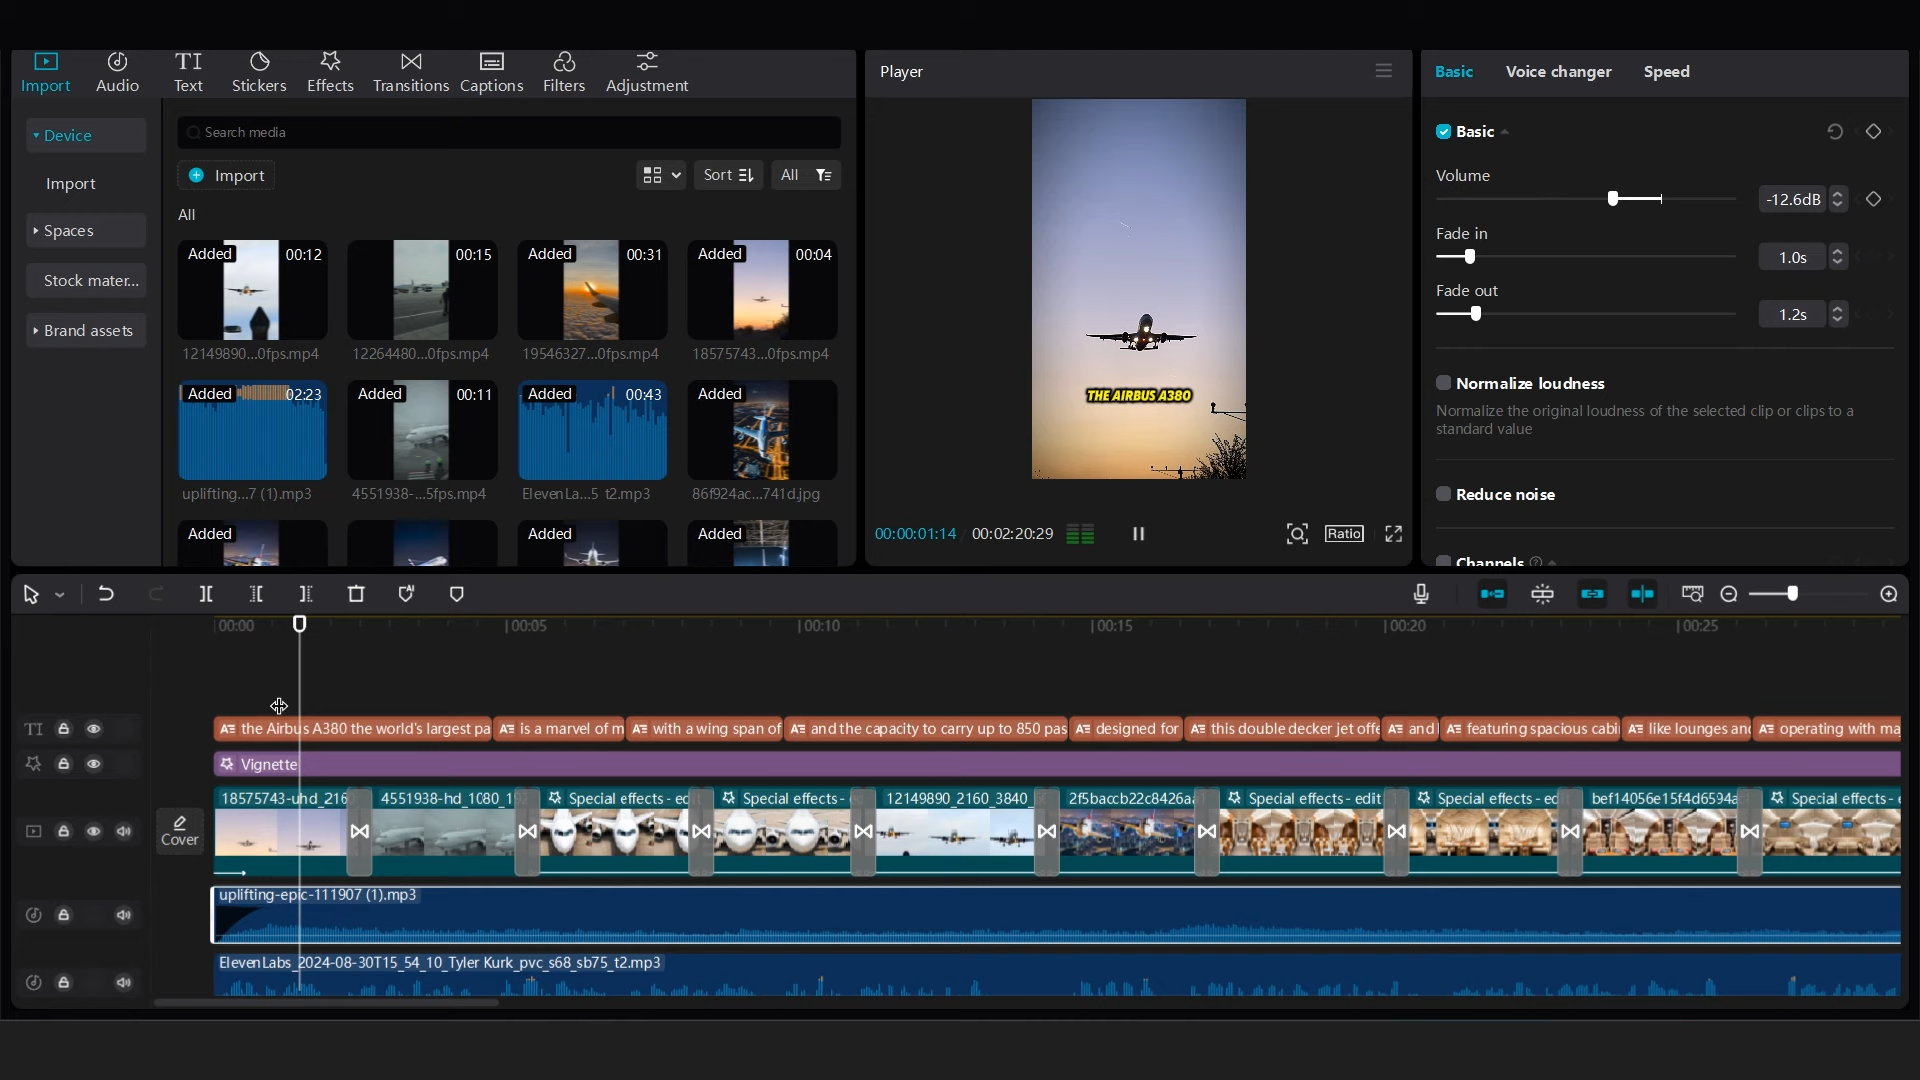 Import Audio Text Stickers Effects Transitions Captions Filters Adjustment
Device
Import
Spaces
Stock mater...
Brand assets
Search media
Import
Sort
All
All
Added 00:12
Added 00:15
Added 00:31
Added 00:04
12149890...0fps.mp4
12264480...0fps.mp4
19546327...0fps.mp4
18575743...0fps.mp4
Added 02:23
Added 00:11
Added 00:43
Added
uplifting...7 (1).mp3
4551938-...5fps.mp4
ElevenLa...5 t2.mp3
86f924ac...741d.jpg
Added
Added
Added
Added
Player
THE AIRBUS A380
00:00:01:14 00:02:20:29
Ratio
Basic Voice changer Speed
Basic
Volume
-12.6dB
Fade in
1.0s
Fade out
1.2s
Normalize loudness
Normalize the original loudness of the selected clip or clips to a
standard value
Reduce noise
Channels
00:00 00:05 00:10 00:15 00:20 00:25
TI
the Airbus A380 the world's largest pa
is a marvel of m
with a wing span of
and the capacity to carry up to 850 pas
designed for
this double decker jet offe
and
featuring spacious cabi
like lounges and
operating with ma
Vignette
Cover
18575743-uhd_2160
4551938-hd_1080_19
Special effects - edi
Special effects - e
12149890_2160_3840_
2f5baccb22c8426aa
Special effects - edit
Special effects - edi
bef14056e15f4d6594a
Special effects - e
uplifting-epic-111907 (1).mp3
ElevenLabs_2024-08-30T15_54_10_Tyler Kurk_pvc_s68_sb75_t2.mp3